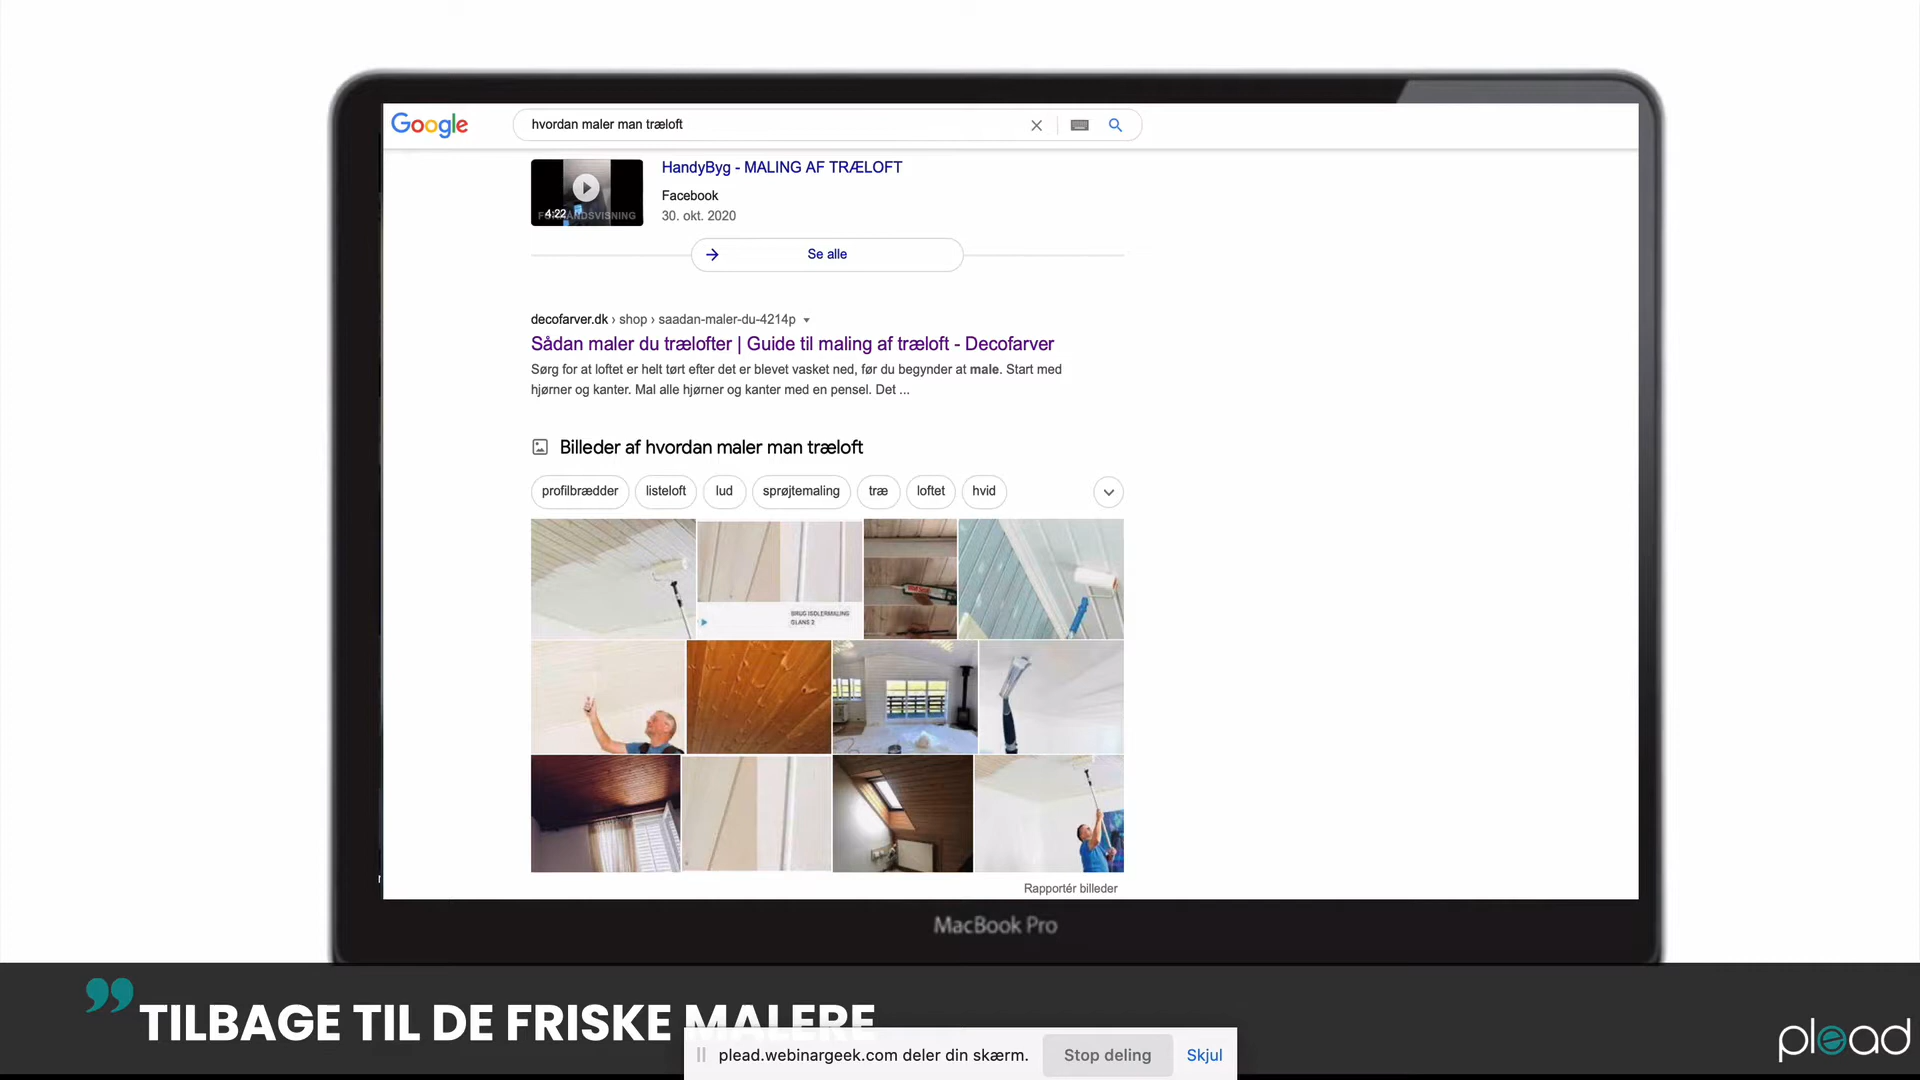 Google
hvordan maler man træloft
HandyByg - MALING AF TRÆLOFT
Facebook
4:22
FORHÅNDSVISNING
30. okt. 2020
Se alle
decofarver.dk › shop › saadan-maler-du-4214p
Sådan maler du trælofter | Guide til maling af træloft - Decofarver
Sørg for at loftet er helt tørt efter det er blevet vasket ned, før du begynder at male. Start med
hjørner og kanter. Mal alle hjørner og kanter med en pensel. Det ...
Billeder af hvordan maler man træloft
profilbrædder listeloft lud sprøjtemaling træ loftet hvid
BRUG ISOLERMALING
GLANS 2
Rapportér billeder
MacBook Pro
TILBAGE TIL DE FRISKE MALERE
plead.webinargeek.com deler din skærm. Stop deling Skjul
plead